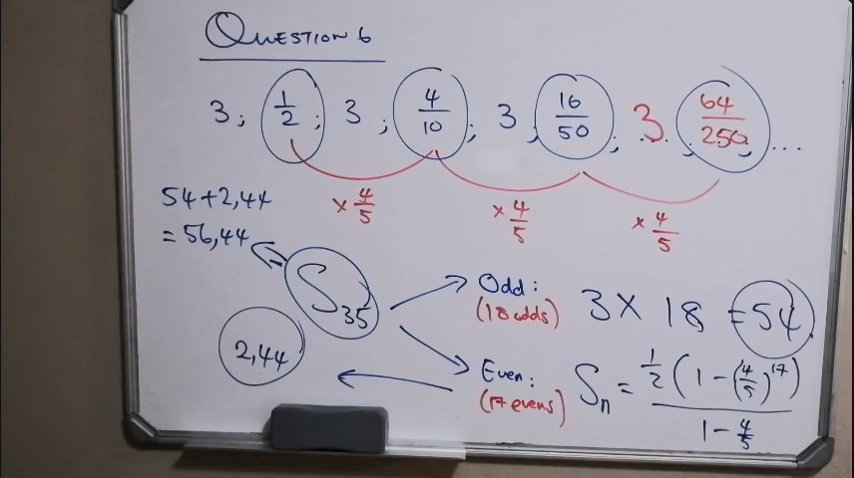 QUESTION 6
3; 1/2; 3; 4/10; 3; 16/50; 3; 64/250; ...
× 4/5 × 4/5 × 4/5
54 + 2,44
= 56,44
S35
Odd:
(18 odds)
3 × 18 = 54
2,44
Even:
(17 evens)
Sn = 1/2 (1 - (4/5)^17) / 1 - 4/5